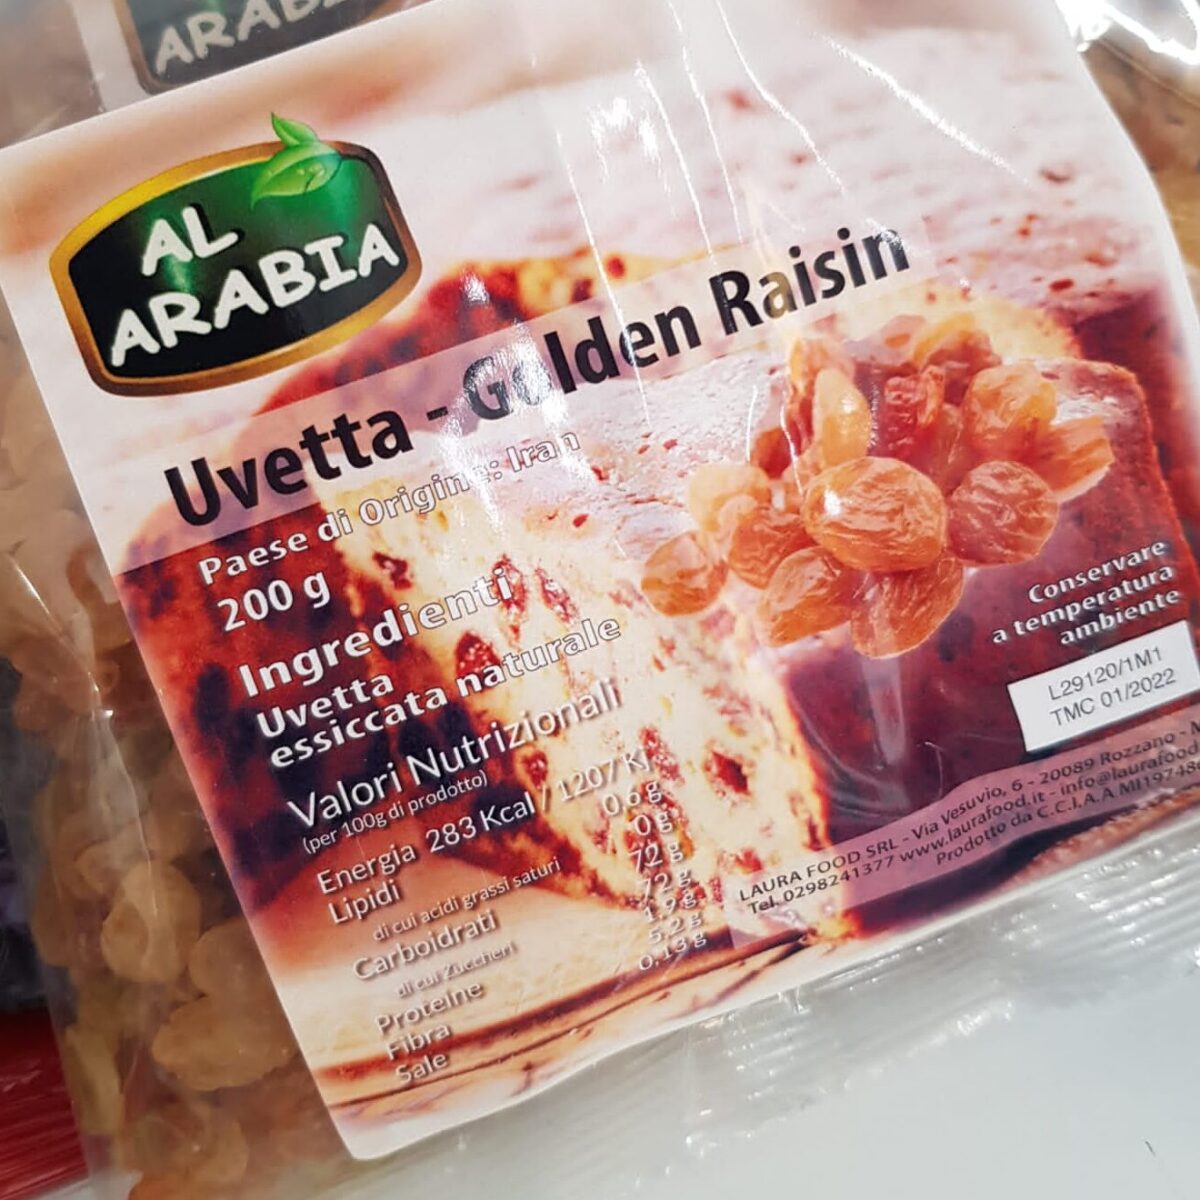 ARABIA
AL
ARABIA
Uvetta - Golden Raisin
Paese di Origine: Iran
200 g
Ingredienti
Uvetta
essiccata naturale
Valori Nutrizionali
(per 100g di prodotto)
Energia 283 Kcal / 1207 Kj
Lipidi 0,6 g
di cui acidi grassi saturi 0 g
Carboidrati 72 g
di cui Zuccheri 72 g
Proteine 1,9 g
Fibra 5,2 g
Sale 0,13 g
Conservare
a temperatura
ambiente
L29120/1M1
TMC 01/2022
LAURA FOOD SRL - Via Vesuvio, 6 - 20089 Rozzano - M
Tel. 0298241377 www.laurafood.it - info@laurafood
Prodotto da C.C.I.A.A MI197486